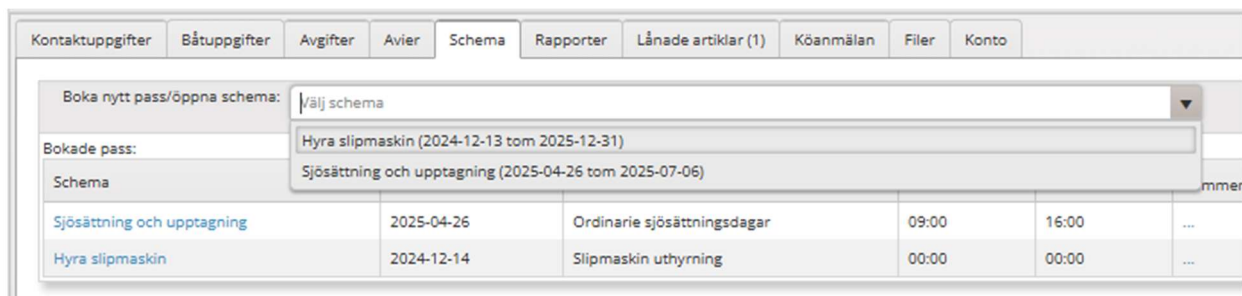 Kontaktuppgifter Båtuppgifter Avgifter Avier Schema Rapporter Lånade artiklar (1) Köanmälan Filer Konto
Boka nytt pass/öppna schema: Välj schema
Hyra slipmaskin (2024-12-13 tom 2025-12-31)
Sjösättning och upptagning (2025-04-26 tom 2025-07-06)
Bokade pass:
Schema
Sjösättning och upptagning 2025-04-26 Ordinarie sjösättningsdagar 09:00 16:00 ...
Hyra slipmaskin 2024-12-14 Slipmaskin uthyrning 00:00 00:00 ...